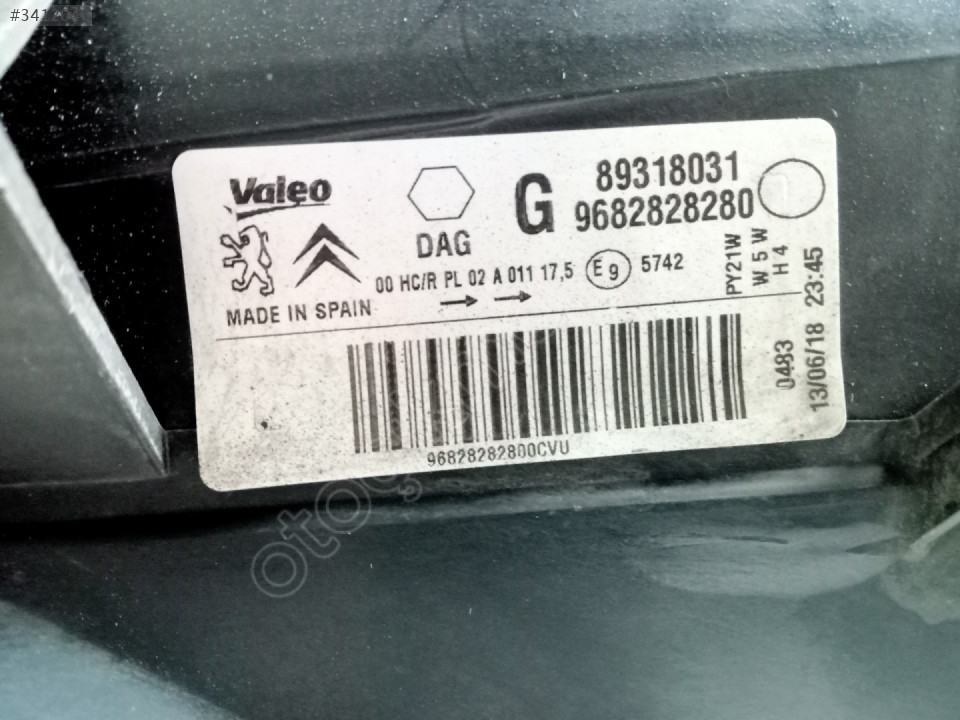 Valeo
DAG
G
89318031
9682828280
00 HC/R PL 02 A 011 17,5
E9
5742
MADE IN SPAIN
PY21W
W 5 W
H 4
0483
13/06/18 23:45
96828282800CVU